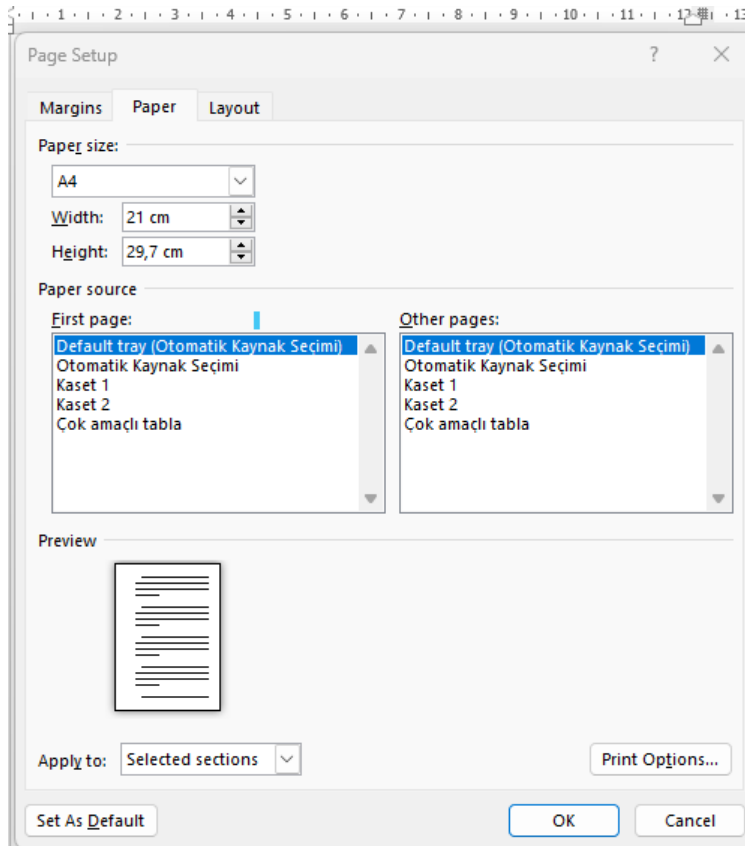 · 1 · 2 · 3 · 4 · 5 · 6 · 7 · 8 · 9 · 10 · 11 · 12 · 13
Page Setup ?
Margins Paper Layout
Paper size:
A4
Width: 21 cm
Height: 29,7 cm
Paper source
First page: Other pages:
Default tray (Otomatik Kaynak Seçimi) Default tray (Otomatik Kaynak Seçimi)
Otomatik Kaynak Seçimi Otomatik Kaynak Seçimi
Kaset 1 Kaset 1
Kaset 2 Kaset 2
Çok amaçlı tabla Çok amaçlı tabla
Preview
Apply to: Selected sections Print Options...
Set As Default OK Cancel